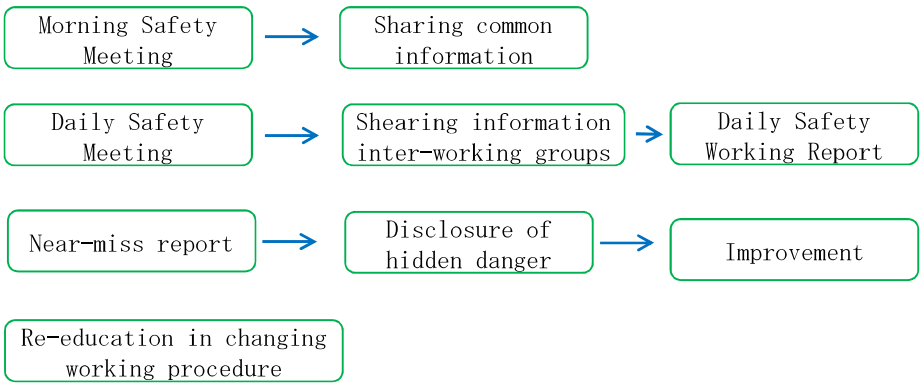 Morning Safety
Meeting
Sharing common
information
Daily Safety
Meeting
Shearing information
inter-working groups
Daily Safety
Working Report
Near-miss report
Disclosure of
hidden danger
Improvement
Re-education in changing
working procedure